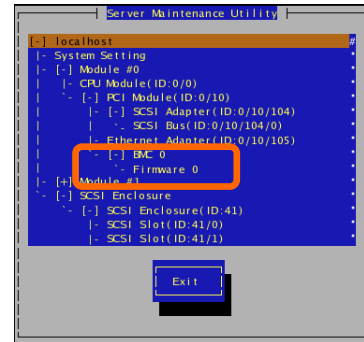 Server Maintenance Utility
[-] localhost #
|- System Setting *
|- [-] Module #0 *
| |- CPU Module(ID:0/0) *
| `- [-] PCI Module(ID:0/10) *
| |- [-] SCSI Adapter(ID:0/10/104) *
| | `- SCSI Bus(ID:0/10/104/0) *
| |- Ethernet Adapter(ID:0/10/105) *
| `- [-] BMC 0 *
| `- Firmware 0 *
|- [+] Module #1 *
`- [-] SCSI Enclosure *
`- [-] SCSI Enclosure(ID:41) *
|- SCSI Slot(ID:41/0) *
|- SCSI Slot(ID:41/1) *
Exit